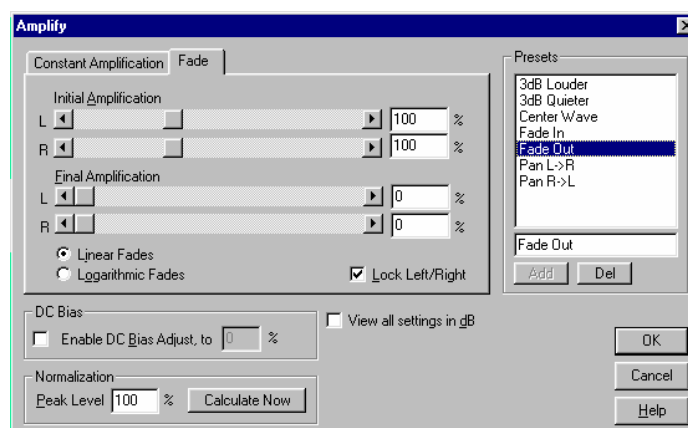 Amplify
Constant Amplification
Fade
Initial Amplification
L 100 %
R 100 %
Final Amplification
L 0 %
R 0 %
Linear Fades
Logarithmic Fades
Lock Left/Right
Presets
3dB Louder
3dB Quieter
Center Wave
Fade In
Fade Out
Pan L->R
Pan R->L
Fade Out
Add Del
DC Bias
Enable DC Bias Adjust, to 0 %
View all settings in dB
Normalization
Peak Level 100 % Calculate Now
OK
Cancel
Help